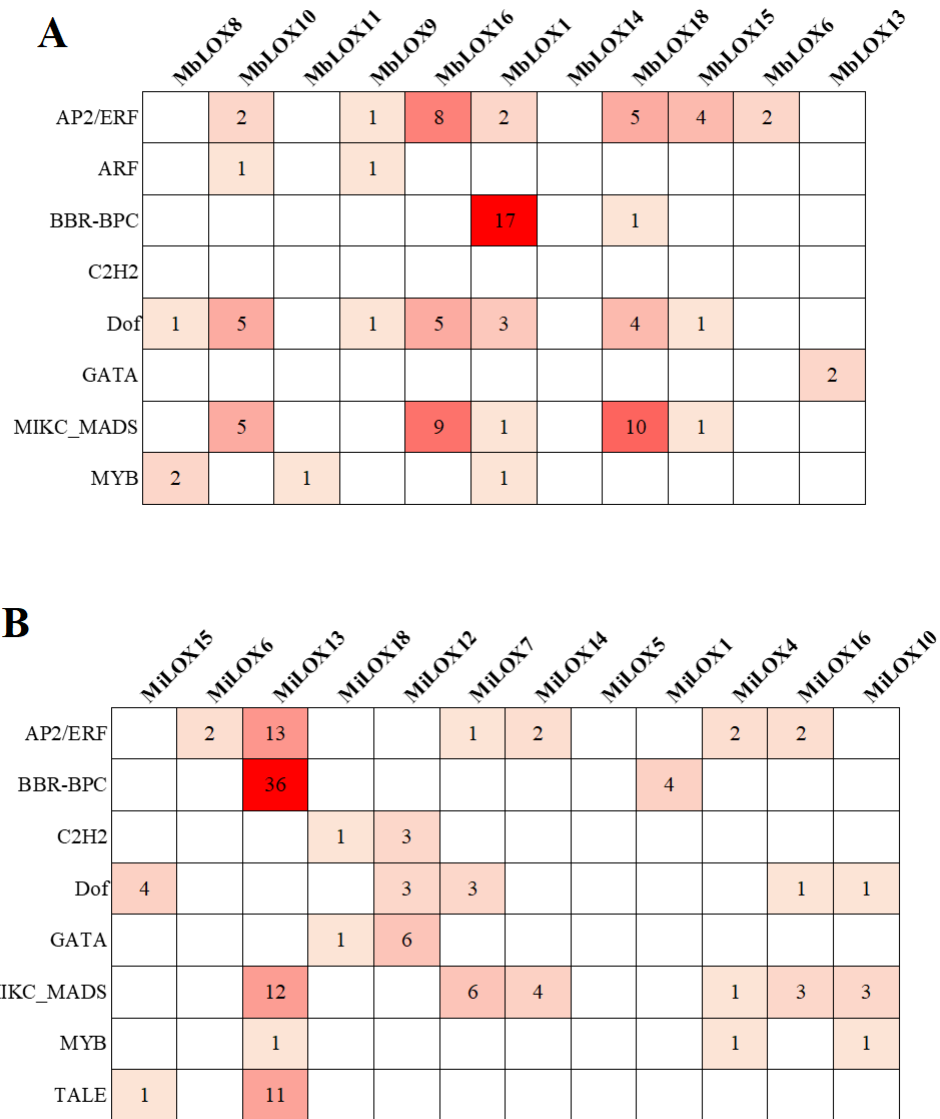 A
MbLOX8 MbLOX10 MbLOX11 MbLOX9 MbLOX16 MbLOX1 MbLOX14 MbLOX18 MbLOX15 MbLOX6 MbLOX13
AP2/ERF 2 1 8 2 5 4 2
ARF 1 1
BBR-BPC 17 1
C2H2
Dof 1 5 1 5 3 4 1
GATA 2
MIKC_MADS 5 9 1 10 1
MYB 2 1 1
B
MiLOX15 MiLOX6 MiLOX13 MiLOX18 MiLOX12 MiLOX7 MiLOX14 MiLOX5 MiLOX1 MiLOX4 MiLOX16 MiLOX10
AP2/ERF 2 13 1 2 2 2
BBR-BPC 36 4
C2H2 1 3
Dof 4 3 3 1 1
GATA 1 6
IKC_MADS 12 6 4 1 3 3
MYB 1 1 1
TALE 1 11